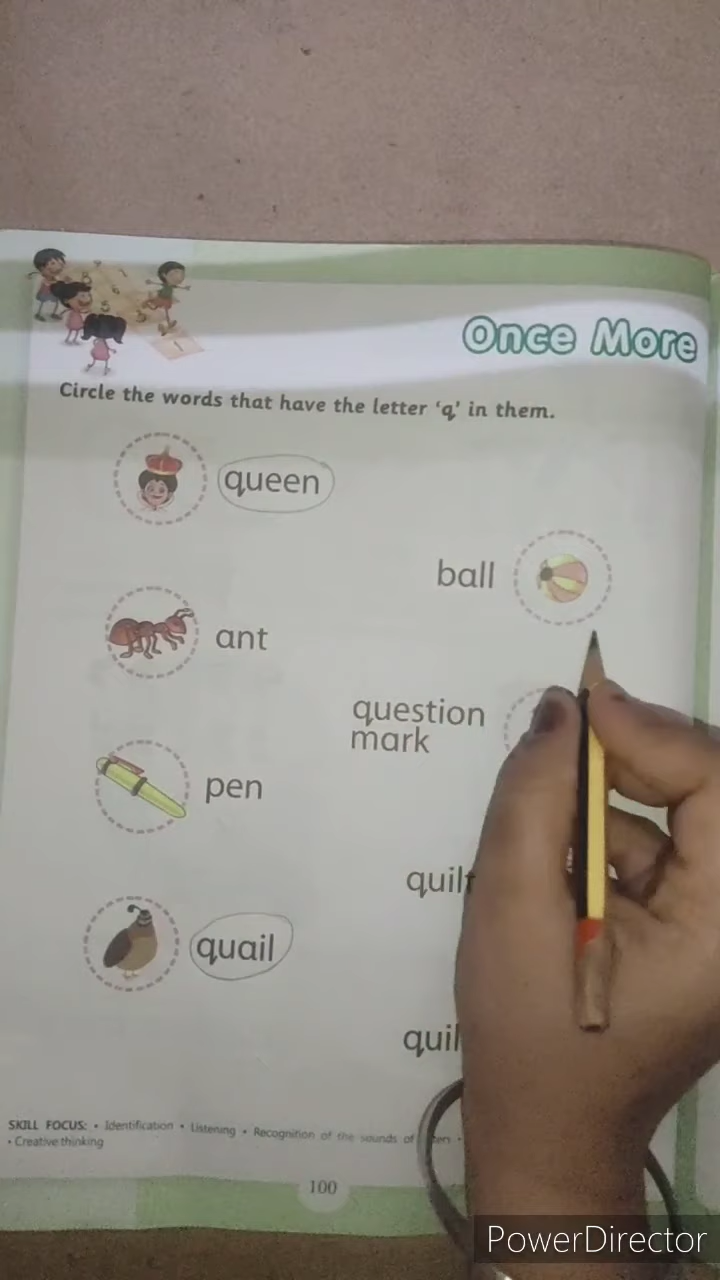 Once More
Circle the words that have the letter ‘q’ in them.
queen
ball
ant
question
mark
pen
quilt
quail
SKILL FOCUS: • Identification • Listening • Recognition of the sounds of
• Creative thinking
100
PowerDirector